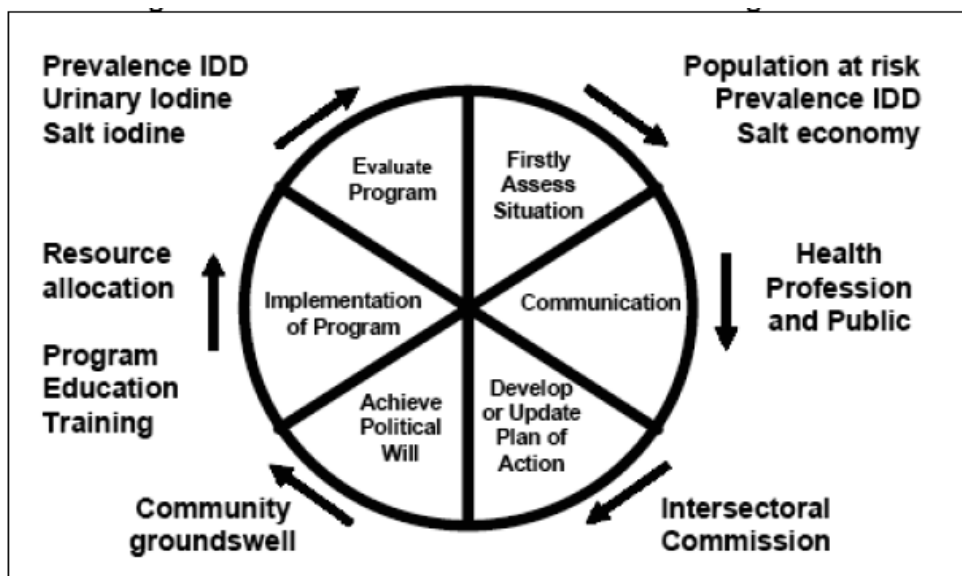 Prevalence IDD
Urinary Iodine
Salt iodine
Population at risk
Prevalence IDD
Salt economy
Evaluate
Program
Firstly
Assess
Situation
Resource
allocation
Program
Education
Training
Implementation
of Program
Communication
Health
Profession
and Public
Achieve
Political
Will
Develop
or Update
Plan of
Action
Community
groundswell
Intersectoral
Commission